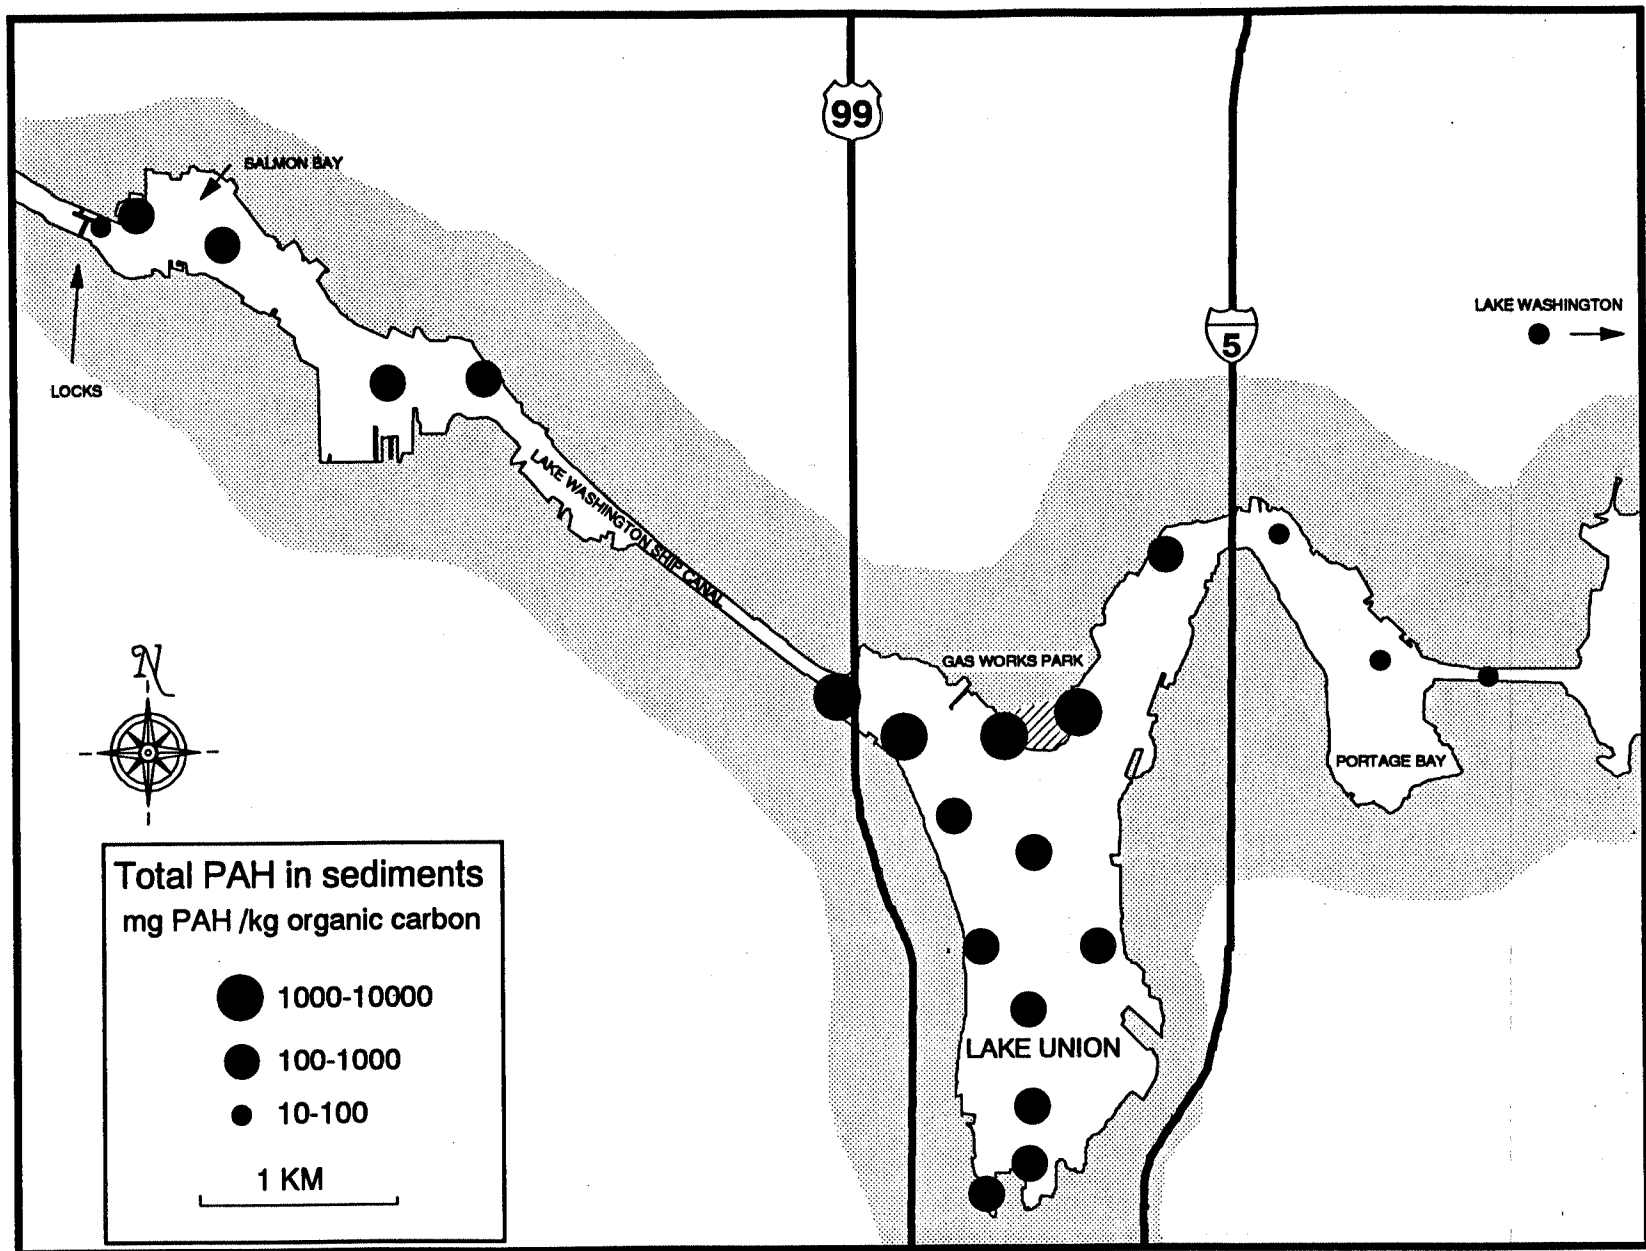 99
SALMON BAY
LAKE WASHINGTON
5
LOCKS
LAKE WASHINGTON SHIP CANAL
N
GAS WORKS PARK
PORTAGE BAY
Total PAH in sediments
mg PAH /kg organic carbon
1000-10000
100-1000
10-100
1 KM
LAKE UNION